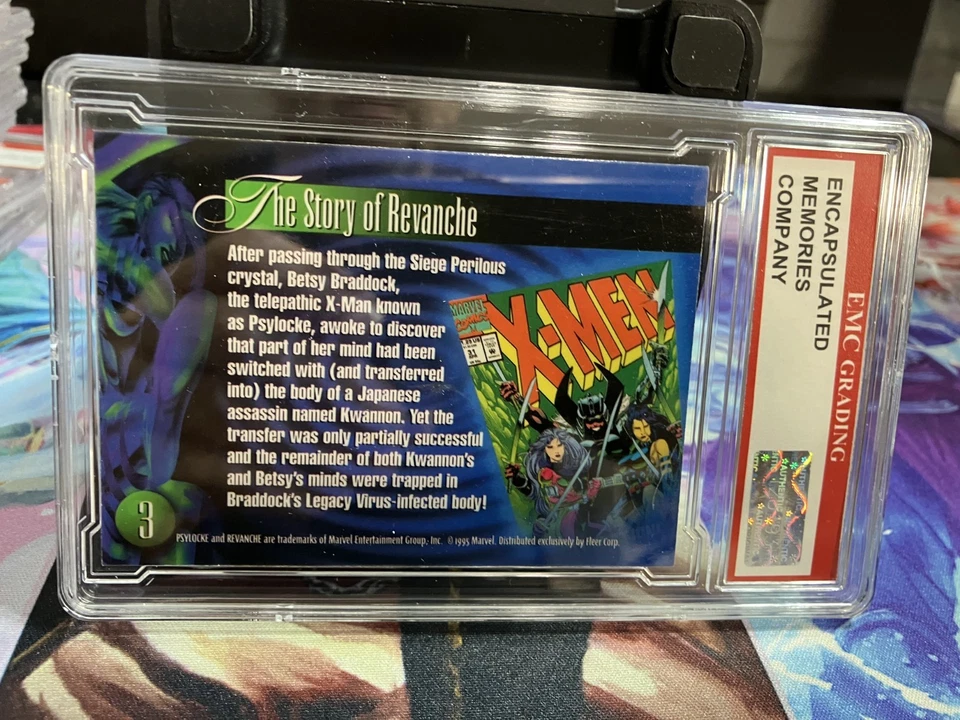 The Story of Revanche
After passing through the Siege Perilous
crystal, Betsy Braddock,
the telepathic X-Man known
as Psylocke, awoke to discover
that part of her mind had been
switched with (and transferred
into) the body of a Japanese
assassin named Kwannon. Yet the
transfer was only partially successful
and the remainder of both Kwannon's
and Betsy's minds were trapped in
Braddock's Legacy Virus-infected body!
MARVEL
COMICS
31
X-MEN
3
PSYLOCKE and REVANCHE are trademarks of Marvel Entertainment Group, Inc. © 1995 Marvel. Distributed exclusively by Fleer Corp.
EMC GRADING
ENCAPSULATED
MEMORIES
COMPANY